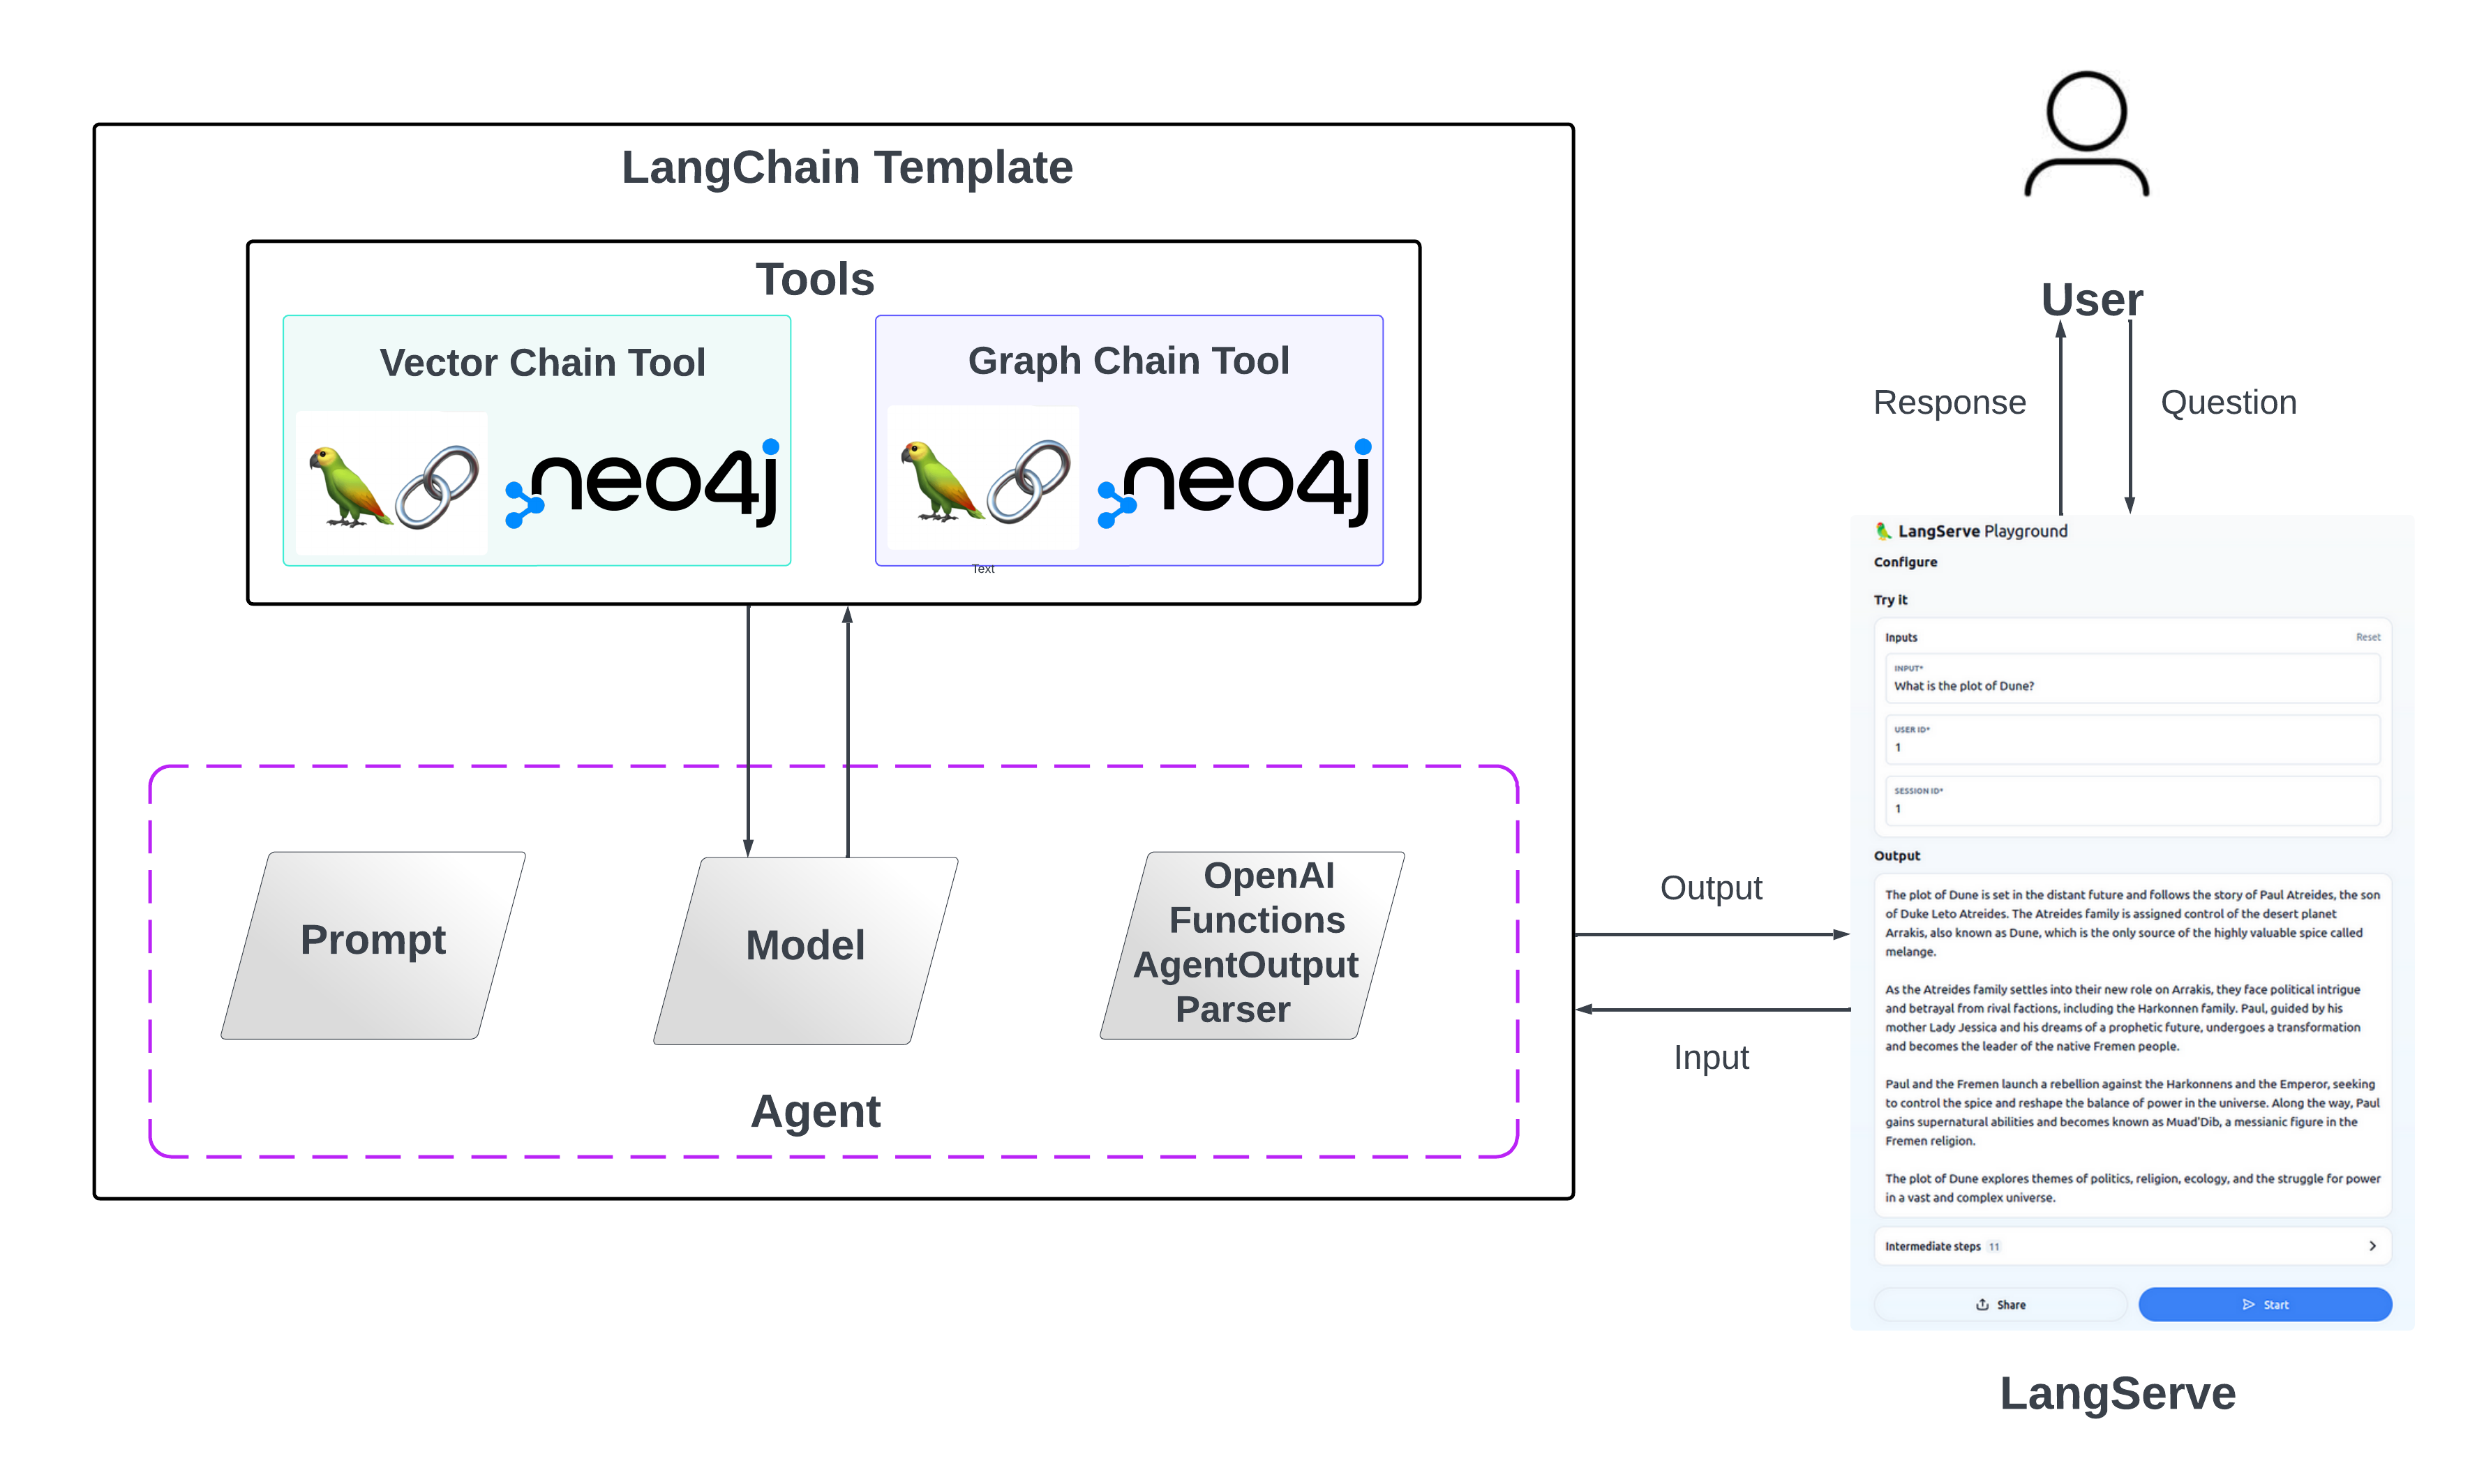 LangChain Template
Tools
Vector Chain Tool
neo4j
Graph Chain Tool
neo4j
Text
Prompt
Model
OpenAI
Functions
AgentOutput
Parser
Agent
Output
Input
User
Response
Question
LangServe Playground
Configure
Try it
Inputs
Reset
INPUT*
What is the plot of Dune?
USER ID*
1
SESSION ID*
1
Output
The plot of Dune is set in the distant future and follows the story of Paul Atreides, the son
of Duke Leto Atreides. The Atreides family is assigned control of the desert planet
Arrakis, also known as Dune, which is the only source of the highly valuable spice called
melange.
As the Atreides family settles into their new role on Arrakis, they face political intrigue
and betrayal from rival factions, including the Harkonnen family. Paul, guided by his
mother Lady Jessica and his dreams of a prophetic future, undergoes a transformation
and becomes the leader of the native Fremen people.
Paul and the Fremen launch a rebellion against the Harkonnens and the Emperor, seeking
to control the spice and reshape the balance of power in the universe. Along the way, Paul
gains supernatural abilities and becomes known as Muad'Dib, a messianic figure in the
Fremen religion.
The plot of Dune explores themes of politics, religion, ecology, and the struggle for power
in a vast and complex universe.
Intermediate steps 11
Share
Start
LangServe